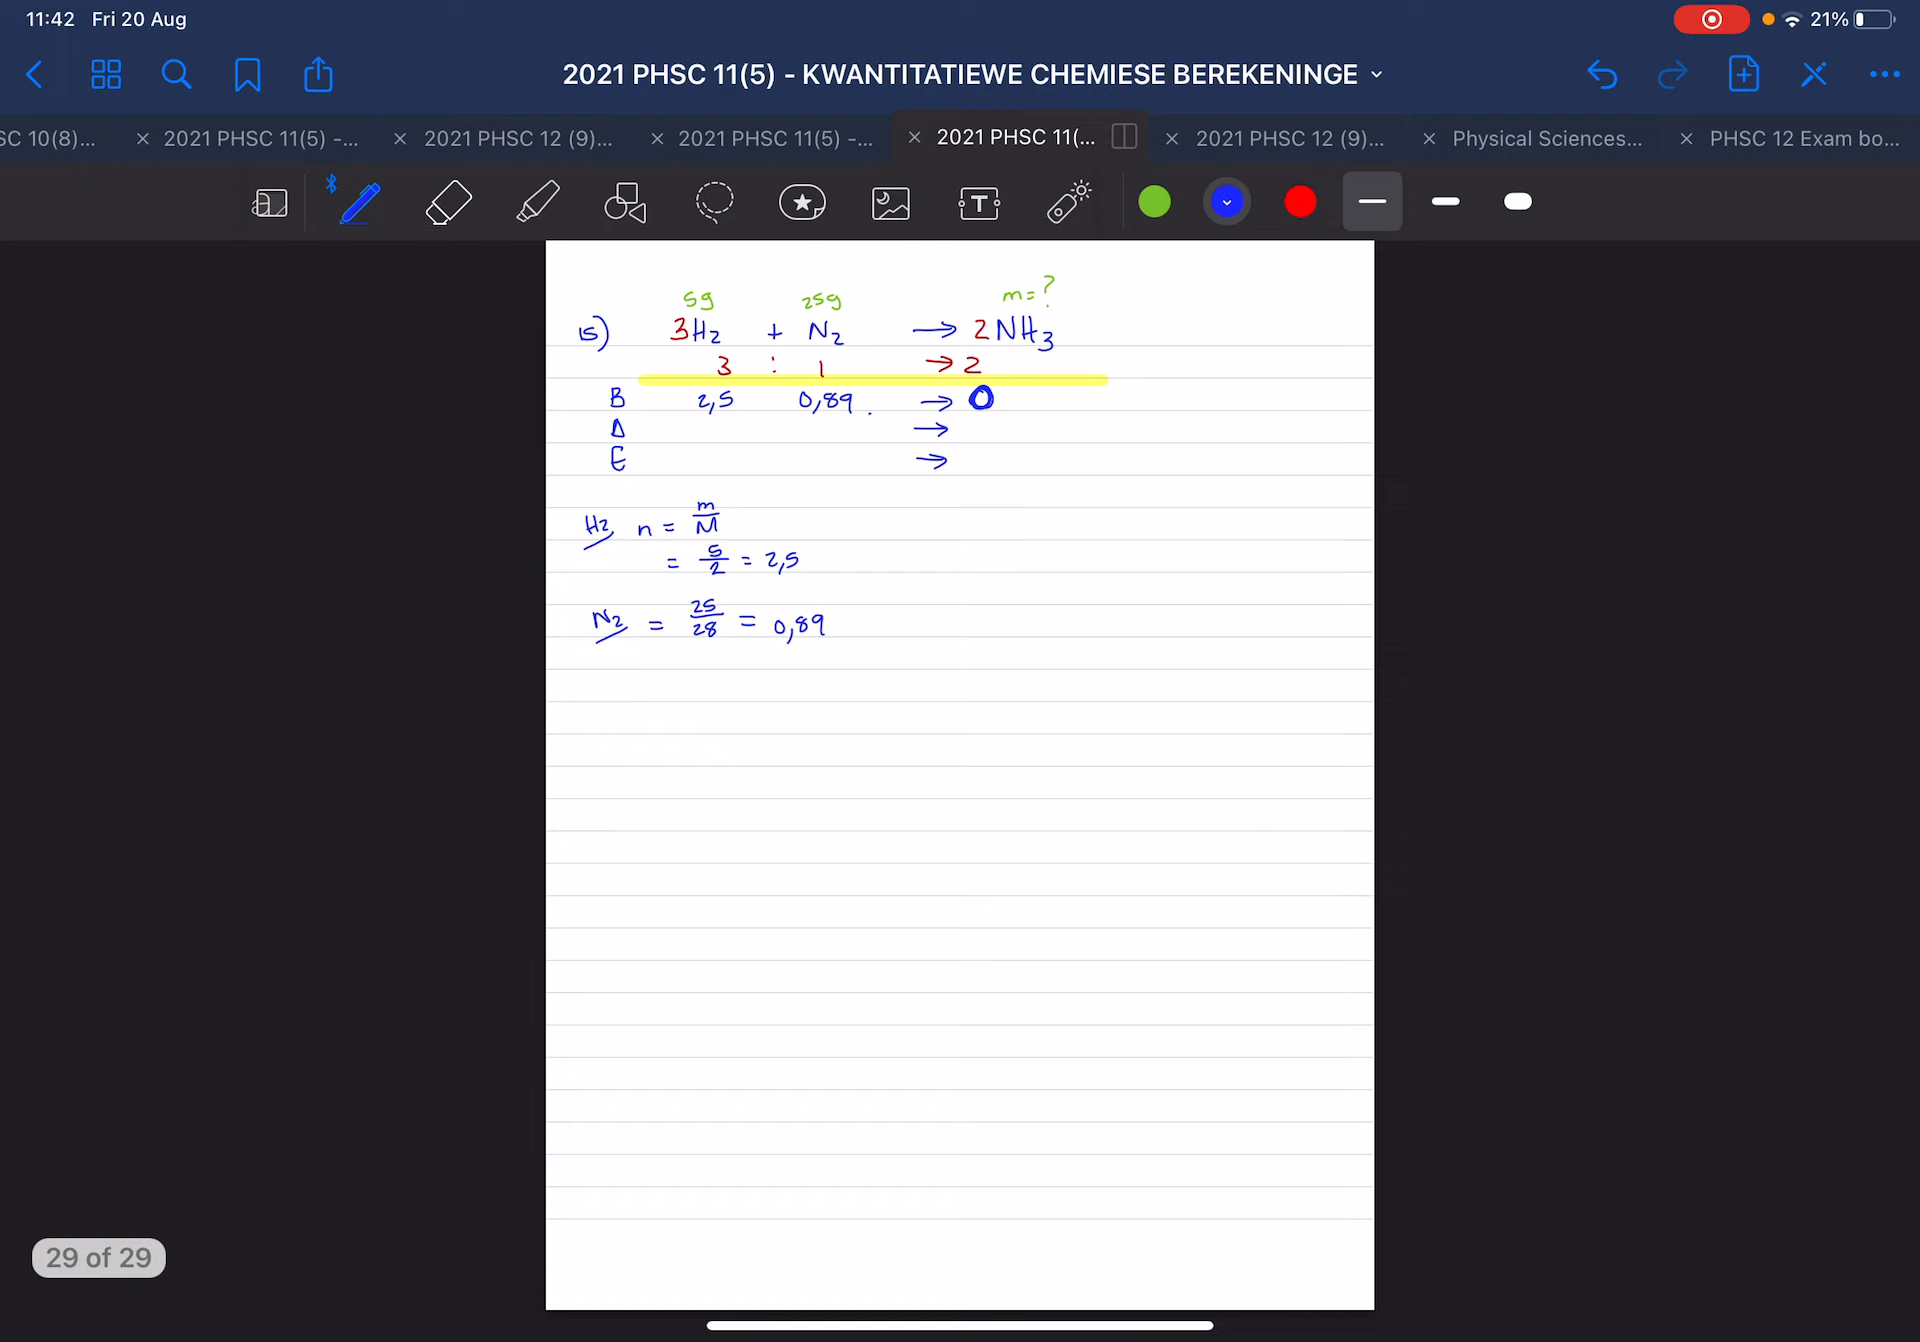 11:42 Fri 20 Aug 21%
2021 PHSC 11(5) - KWANTITATIEWE CHEMIESE BEREKENINGE
SC 10(8)... 2021 PHSC 11(5) -... 2021 PHSC 12 (9)... 2021 PHSC 11(5) -... 2021 PHSC 11(... 2021 PHSC 12 (9)... Physical Sciences... PHSC 12 Exam bo...
5g 25g m=?
15) 3H₂ + N₂ → 2NH₃
3 : 1 → 2
B 2,5 0,89. → 0
Δ →
E →
H₂ n = m/M
= 5/2 = 2,5
N₂ = 25/28 = 0,89
29 of 29